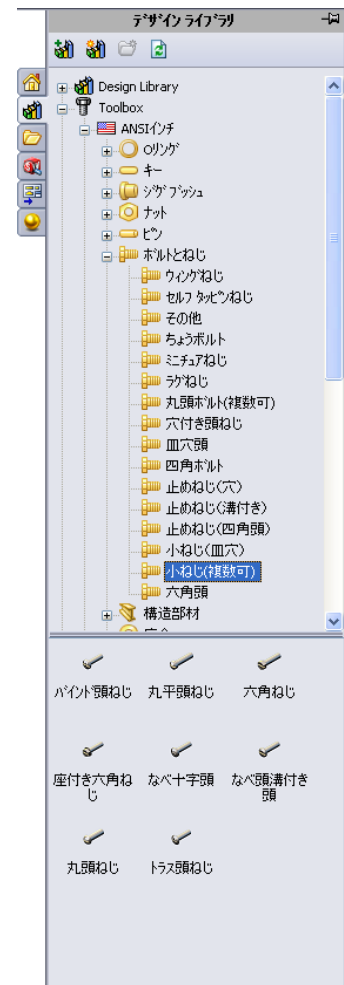 ﾃﾞｻﾞｲﾝ ﾗｲﾌﾞﾗﾘ
Design Library
Toolbox
ANSIインチ
Oリング
キー
ジグ ブッシュ
ナット
ピン
ボルトとねじ
ウィングねじ
セルフ タッピンねじ
その他
ちょうボルト
ミニチュアねじ
ラグねじ
丸頭ボルト(複数可)
穴付き頭ねじ
皿穴頭
四角ボルト
止めねじ(穴)
止めねじ(溝付き)
止めねじ(四角頭)
小ねじ(皿穴)
小ねじ(複数可)
六角頭
構造部材
バインド頭ねじ 丸平頭ねじ 六角ねじ
座付き六角ね なべ十字頭 なべ頭溝付き
じ 頭
丸頭ねじ トラス頭ねじ